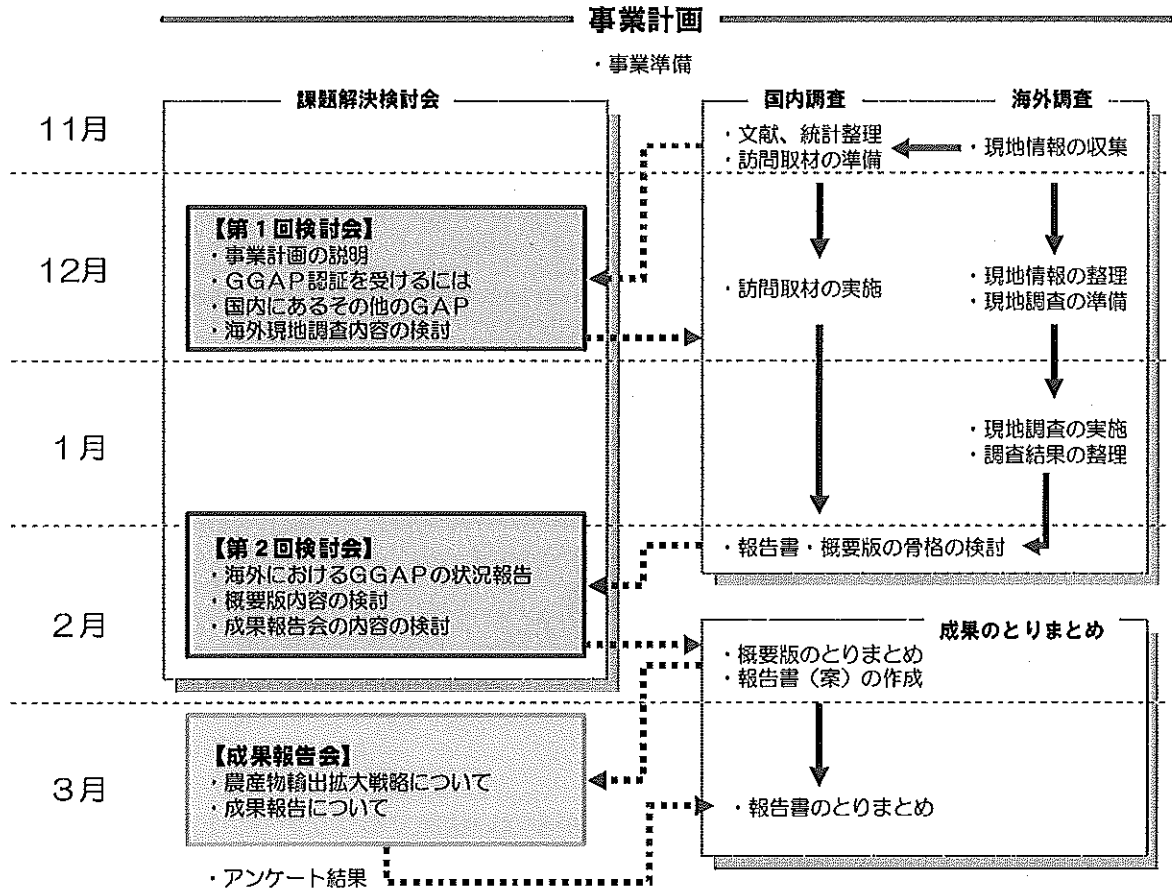 事業計画
・事業準備
課題解決検討会
国内調査
海外調査
11月
・文献、統計整理
・訪問取材の準備
・現地情報の収集
12月
【第1回検討会】
・事業計画の説明
・GGAP認証を受けるには
・国内にあるその他のGAP
・海外現地調査内容の検討
・訪問取材の実施
・現地情報の整理
・現地調査の準備
1月
・現地調査の実施
・調査結果の整理
2月
【第2回検討会】
・海外におけるGGAPの状況報告
・概要版内容の検討
・成果報告会の内容の検討
・報告書・概要版の骨格の検討
成果のとりまとめ
・概要版のとりまとめ
・報告書（案）の作成
3月
【成果報告会】
・農産物輸出拡大戦略について
・成果報告について
・報告書のとりまとめ
・アンケート結果